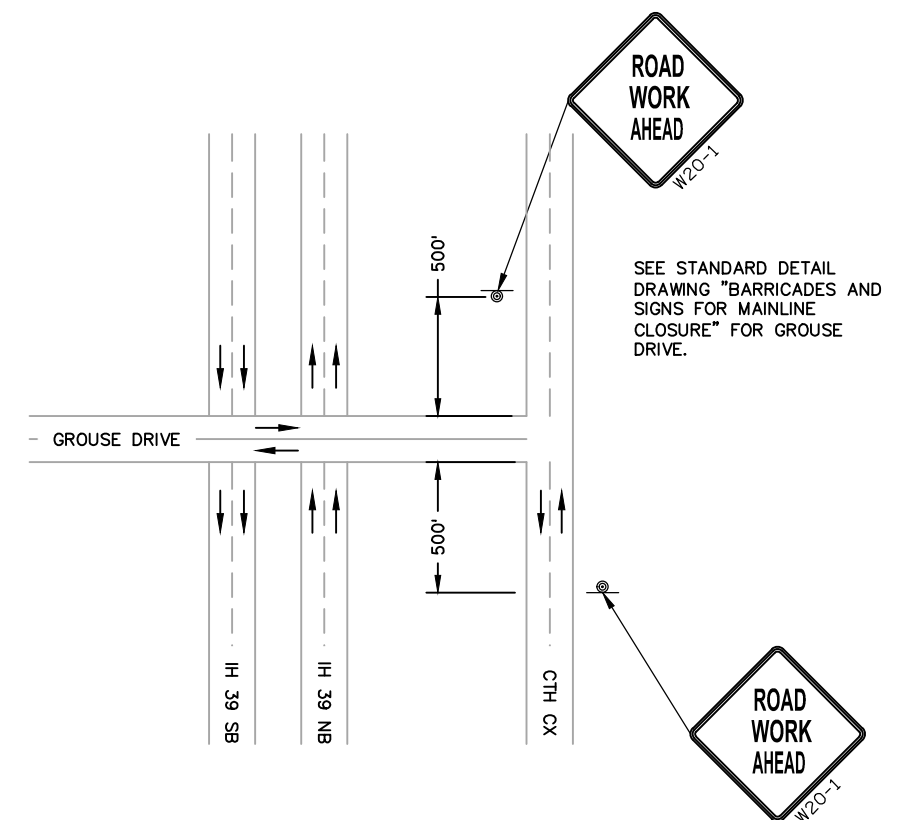 ROAD
WORK
AHEAD
W20-1
500'
SEE STANDARD DETAIL
DRAWING "BARRICADES AND
SIGNS FOR MAINLINE
CLOSURE" FOR GROUSE
DRIVE.
GROUSE DRIVE
500'
IH 39 SB
IH 39 NB
CTH CX
ROAD
WORK
AHEAD
W20-1